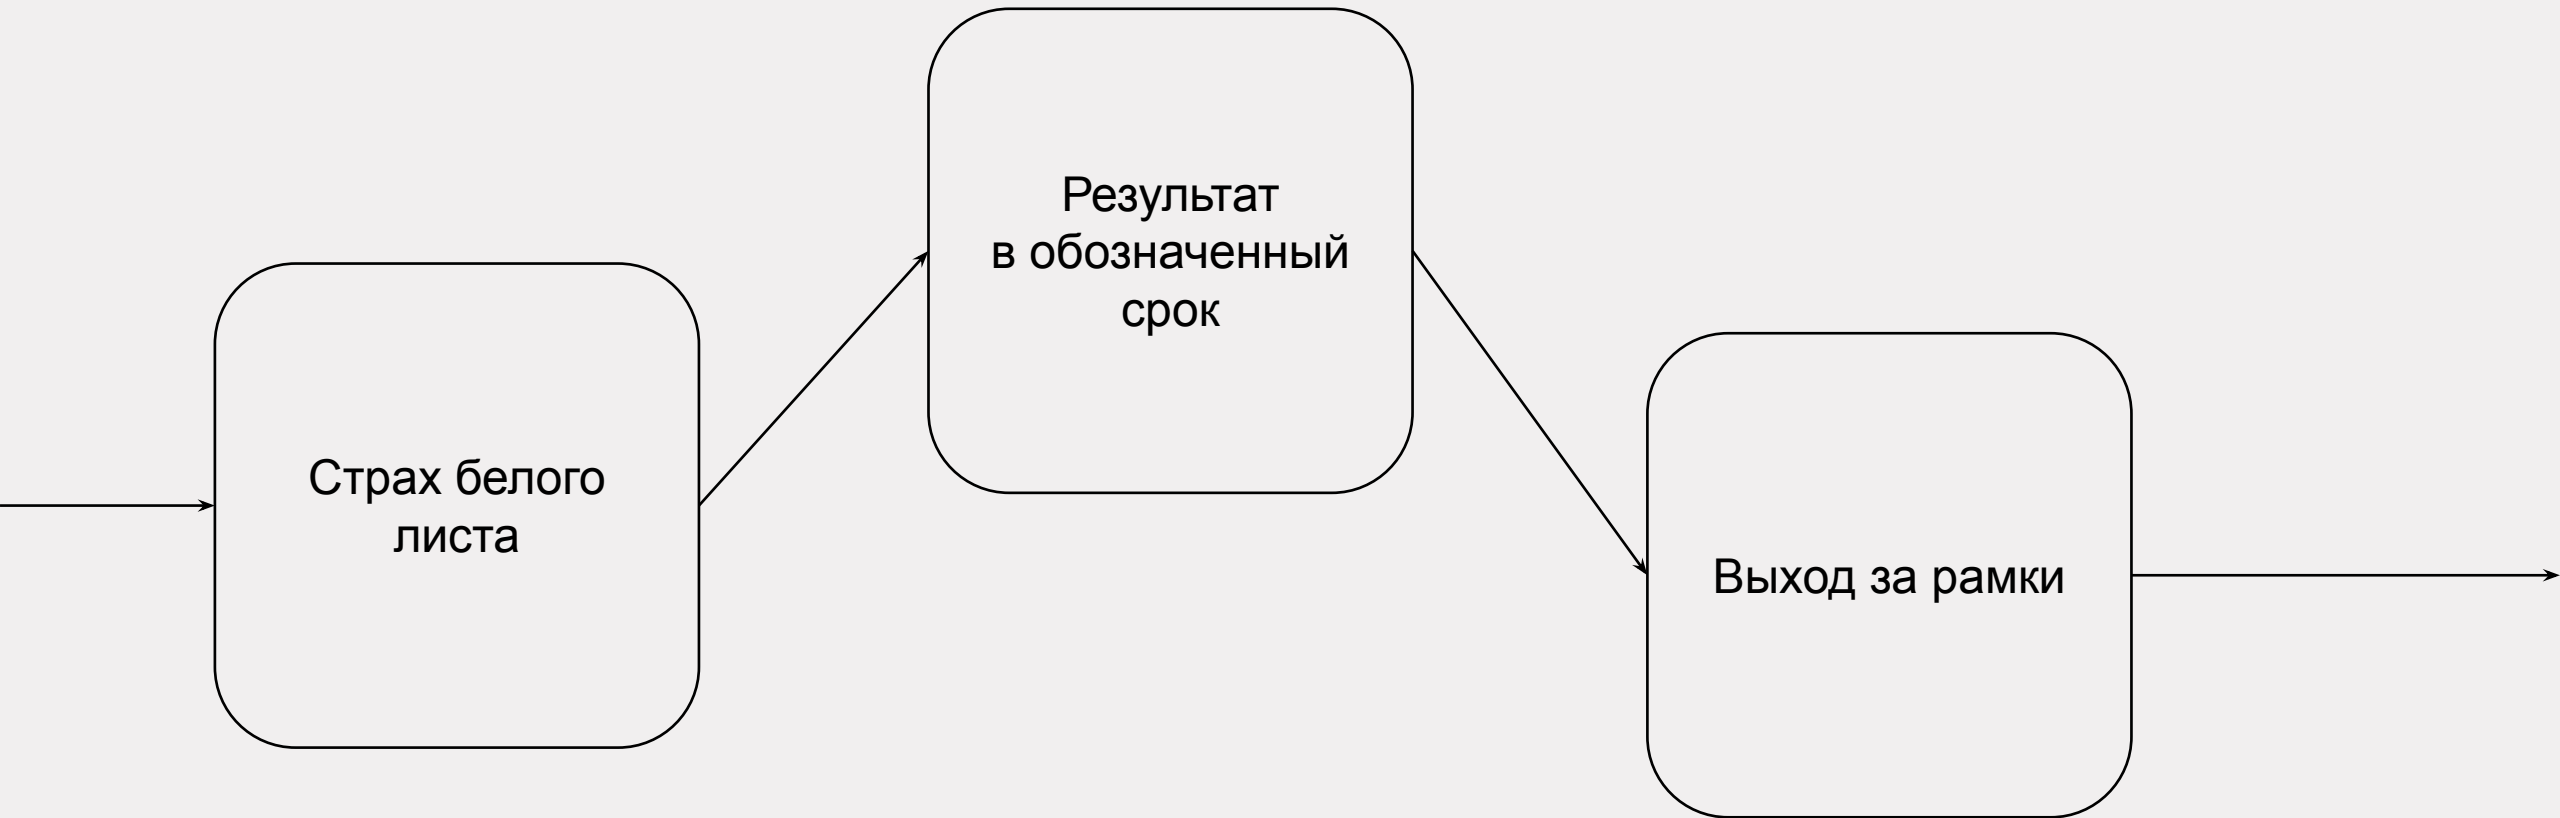 Страх белого
листа
Результат
в обозначенный
срок
Выход за рамки